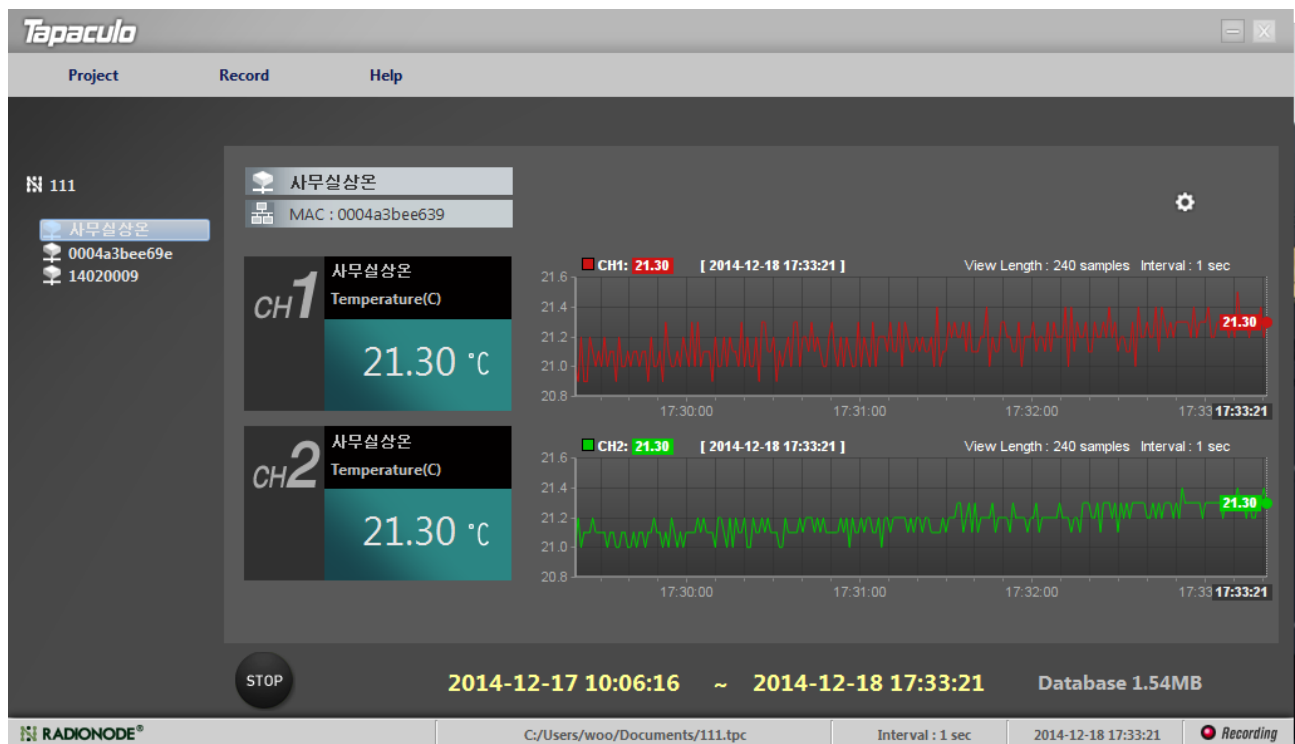 Tapaculo
Project Record Help
111
사무실상온
0004a3bee69e
14020009
사무실상온
MAC : 0004a3bee639
CH1
사무실상온
Temperature(C)
21.30 °C
CH1: 21.30 [ 2014-12-18 17:33:21 ] View Length : 240 samples Interval : 1 sec
21.6
21.4
21.2
21.0
20.8
21.30
17:30:00 17:31:00 17:32:00 17:33 17:33:21
CH2
사무실상온
Temperature(C)
21.30 °C
CH2: 21.30 [ 2014-12-18 17:33:21 ] View Length : 240 samples Interval : 1 sec
21.6
21.4
21.2
21.0
20.8
21.30
17:30:00 17:31:00 17:32:00 17:33 17:33:21
STOP
2014-12-17 10:06:16 ~ 2014-12-18 17:33:21 Database 1.54MB
RADIONODE® C:/Users/woo/Documents/111.tpc Interval : 1 sec 2014-12-18 17:33:21 Recording